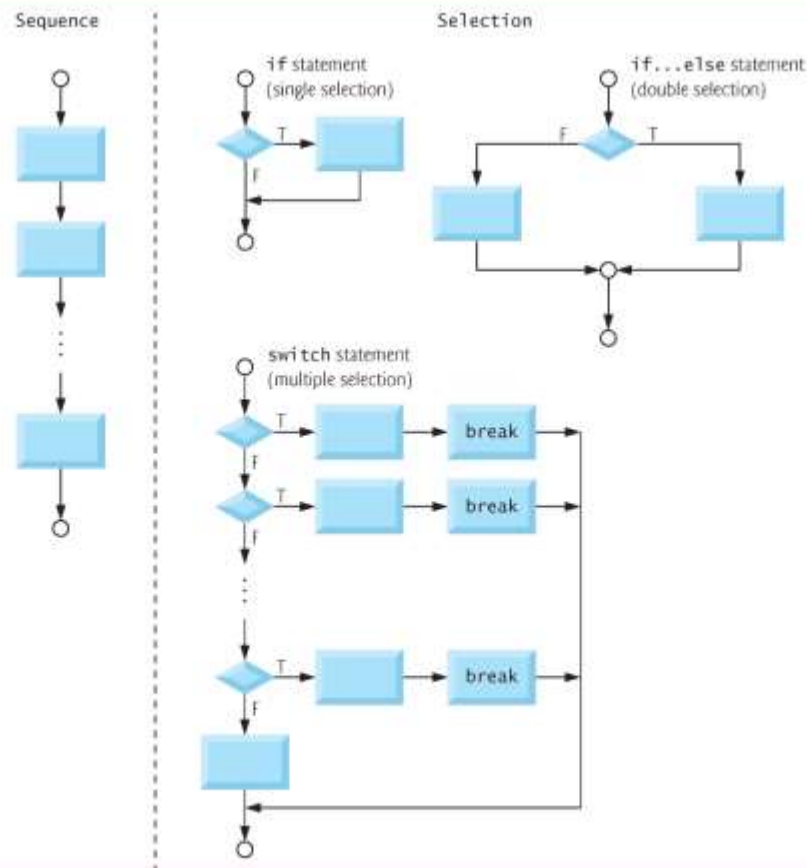 Sequence
Selection
if statement
(single selection)
T
F
if...else statement
(double selection)
F
T
switch statement
(multiple selection)
T
break
F
T
break
F
T
break
F